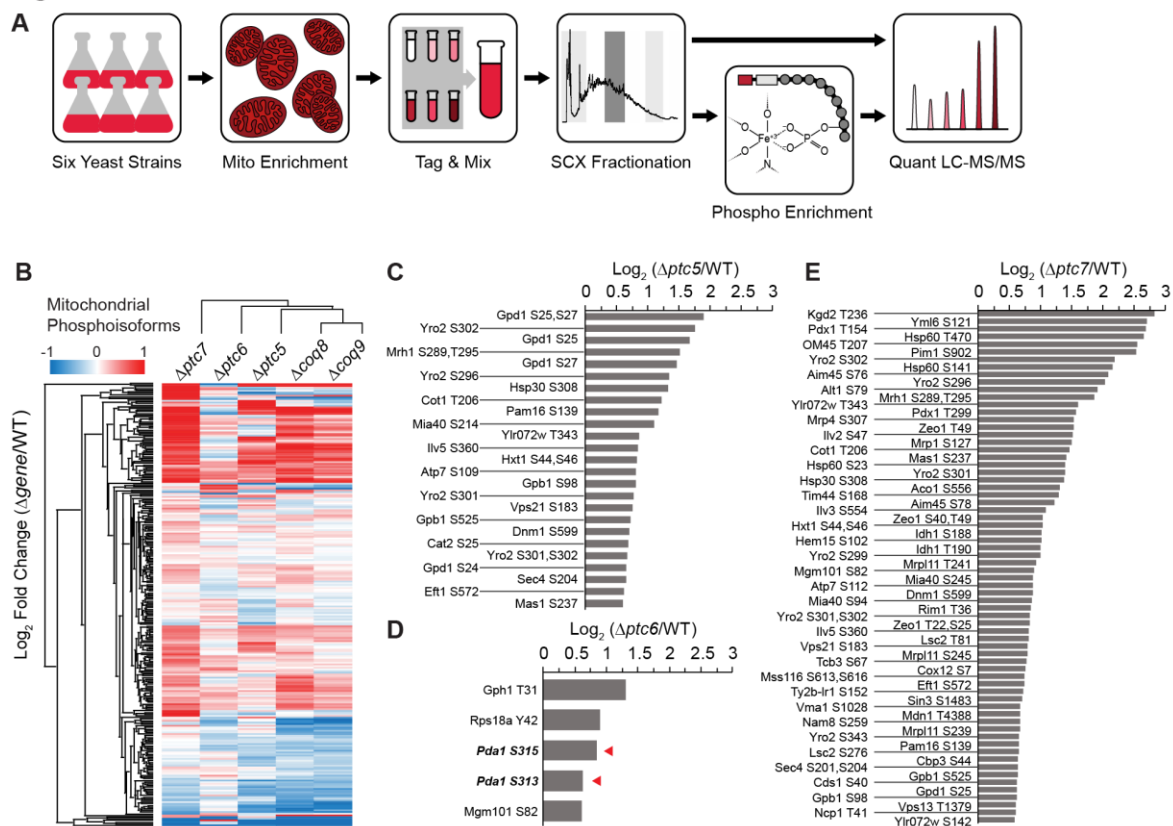 A
Six Yeast Strains
Mito Enrichment
Tag & Mix
SCX Fractionation
Fe+3
O
O
O
O
O
O
O
P
N
Phospho Enrichment
Quant LC-MS/MS
B
Mitochondrial
Phosphoisoforms
-1 0 1
Δptc7
Δptc6
Δptc5
Δcoq8
Δcoq9
Log2 Fold Change (Δgene/WT)
C
Log2 (Δptc5/WT)
0 0.5 1 1.5 2 2.5 3
Gpd1 S25,S27
Yro2 S302
Gpd1 S25
Mrh1 S289,T295
Gpd1 S27
Yro2 S296
Hsp30 S308
Cot1 T206
Pam16 S139
Mia40 S214
Ylr072w T343
Ilv5 S360
Hxt1 S44,S46
Atp7 S109
Gpb1 S98
Yro2 S301
Vps21 S183
Gpb1 S525
Dnm1 S599
Cat2 S25
Yro2 S301,S302
Gpd1 S24
Sec4 S204
Eft1 S572
Mas1 S237
D
Log2 (Δptc6/WT)
0 0.5 1 1.5 2 2.5 3
Gph1 T31
Rps18a Y42
Pda1 S315
Pda1 S313
Mgm101 S82
E
Log2 (Δptc7/WT)
0 0.5 1 1.5 2 2.5 3
Kgd2 T236
Yml6 S121
Pdx1 T154
Hsp60 T470
OM45 T207
Pim1 S902
Yro2 S302
Hsp60 S141
Aim45 S76
Yro2 S296
Alt1 S79
Mrh1 S289,T295
Ylr072w T343
Pdx1 T299
Mrp4 S307
Zeo1 T49
Ilv2 S47
Mrp1 S127
Cot1 T206
Mas1 S237
Hsp60 S23
Yro2 S301
Hsp30 S308
Aco1 S556
Tim44 S168
Aim45 S78
Ilv3 S554
Zeo1 S40,T49
Hxt1 S44,S46
Idh1 S188
Hem15 S102
Idh1 T190
Yro2 S299
Mrpl11 T241
Mgm101 S82
Mia40 S245
Atp7 S112
Dnm1 S599
Mia40 S94
Rim1 T36
Yro2 S301,S302
Zeo1 T22,S25
Ilv5 S360
Lsc2 T81
Vps21 S183
Mrpl11 S245
Tcb3 S67
Cox12 S7
Mss116 S613,S616
Eft1 S572
Ty2b-lr1 S152
Sin3 S1483
Vma1 S1028
Mdn1 T4388
Nam8 S259
Mrpl11 S239
Yro2 S343
Pam16 S139
Lsc2 S276
Cbp3 S44
Sec4 S201,S204
Gpb1 S525
Cds1 S40
Gpd1 S25
Gpb1 S98
Vps13 T1379
Ncp1 T41
Ylr072w S142